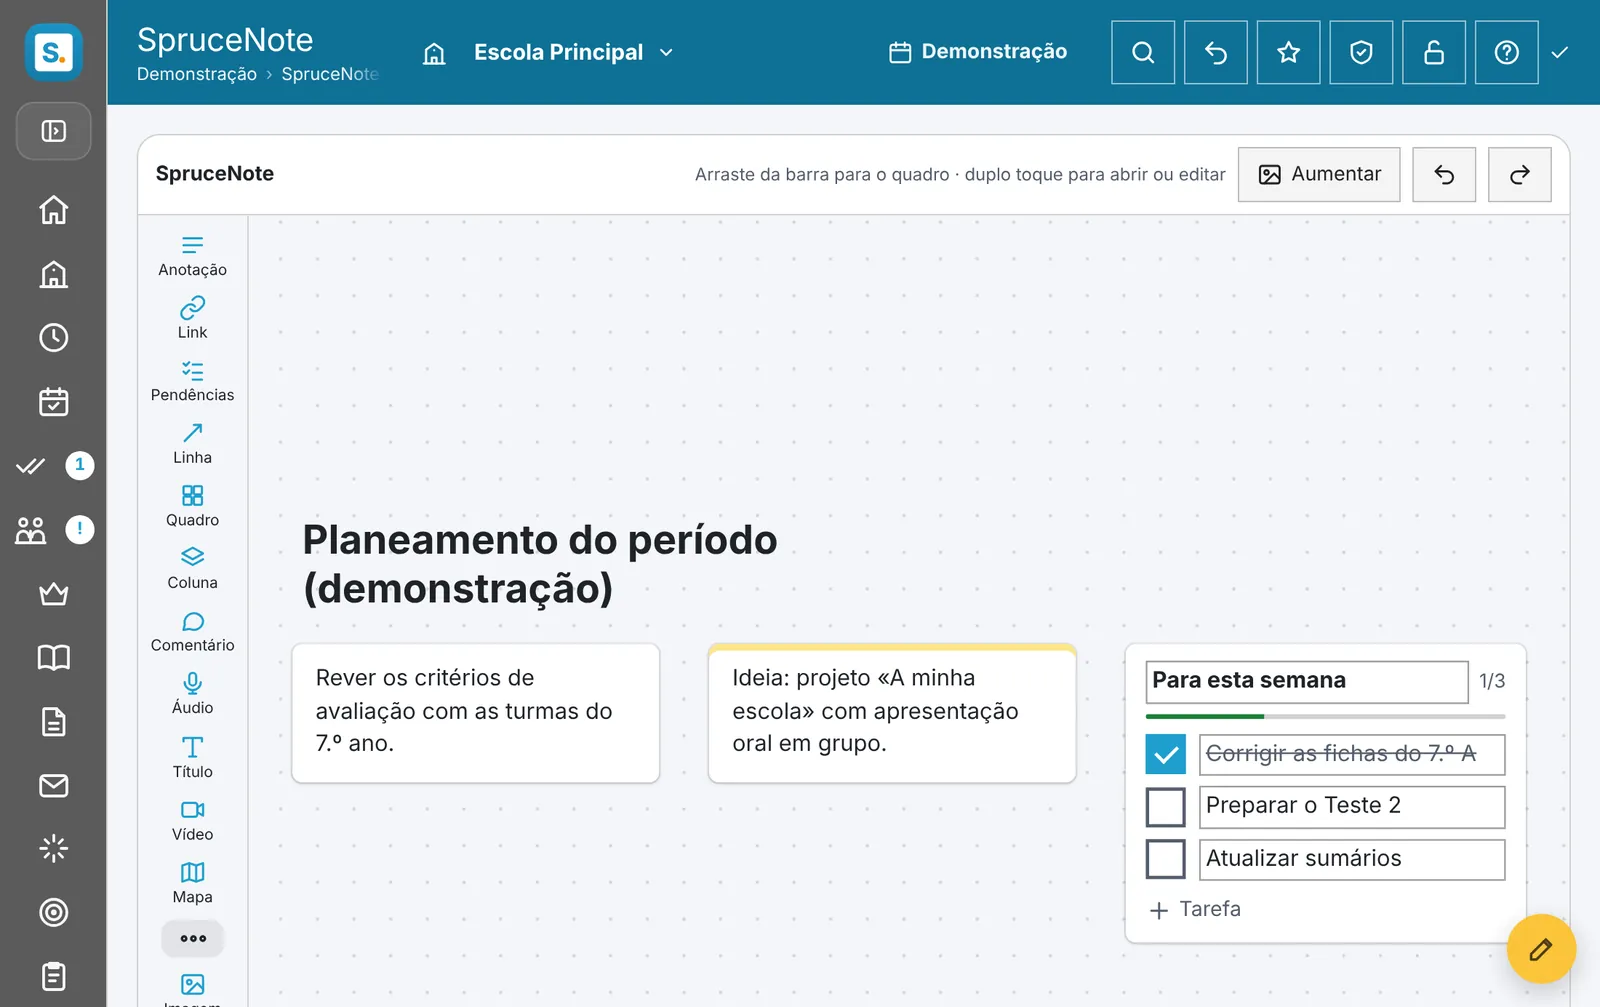 S.
SpruceNote
Demonstração › SpruceNote
Escola Principal
Demonstração
1
!
SpruceNote
Arraste da barra para o quadro · duplo toque para abrir ou editar
Aumentar
Anotação
Link
Pendências
Linha
Quadro
Coluna
Comentário
Áudio
Título
Vídeo
Mapa
Planeamento do período
(demonstração)
Rever os critérios de
avaliação com as turmas do
7.º ano.
Ideia: projeto «A minha
escola» com apresentação
oral em grupo.
Para esta semana
1/3
Corrigir as fichas do 7.º A
Preparar o Teste 2
Atualizar sumários
+ Tarefa